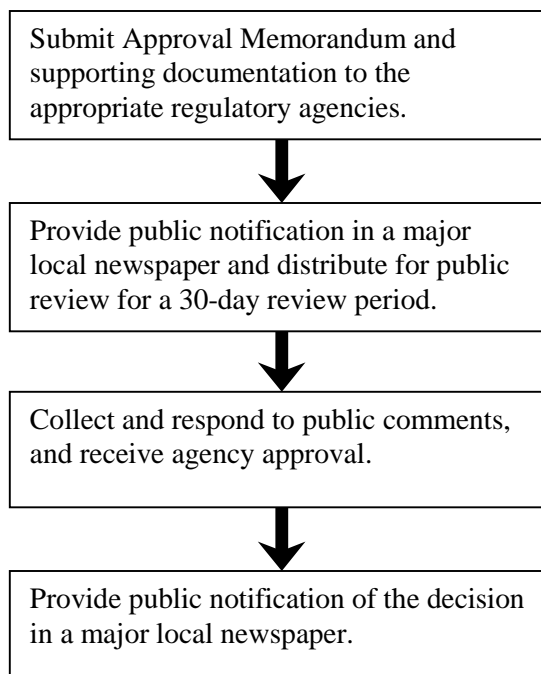 Submit Approval Memorandum and
supporting documentation to the
appropriate regulatory agencies.
Provide public notification in a major
local newspaper and distribute for public
review for a 30-day review period.
Collect and respond to public comments,
and receive agency approval.
Provide public notification of the decision
in a major local newspaper.